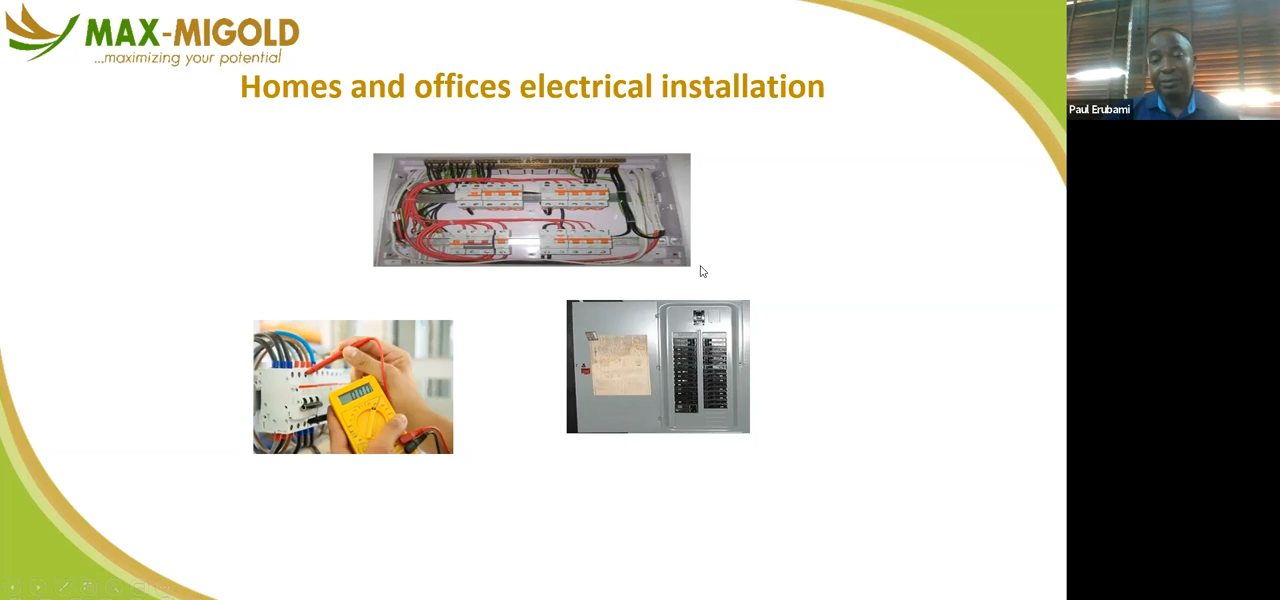 MAX-MIGOLD
...maximizing your potential
Homes and offices electrical installation
Paul Erubami